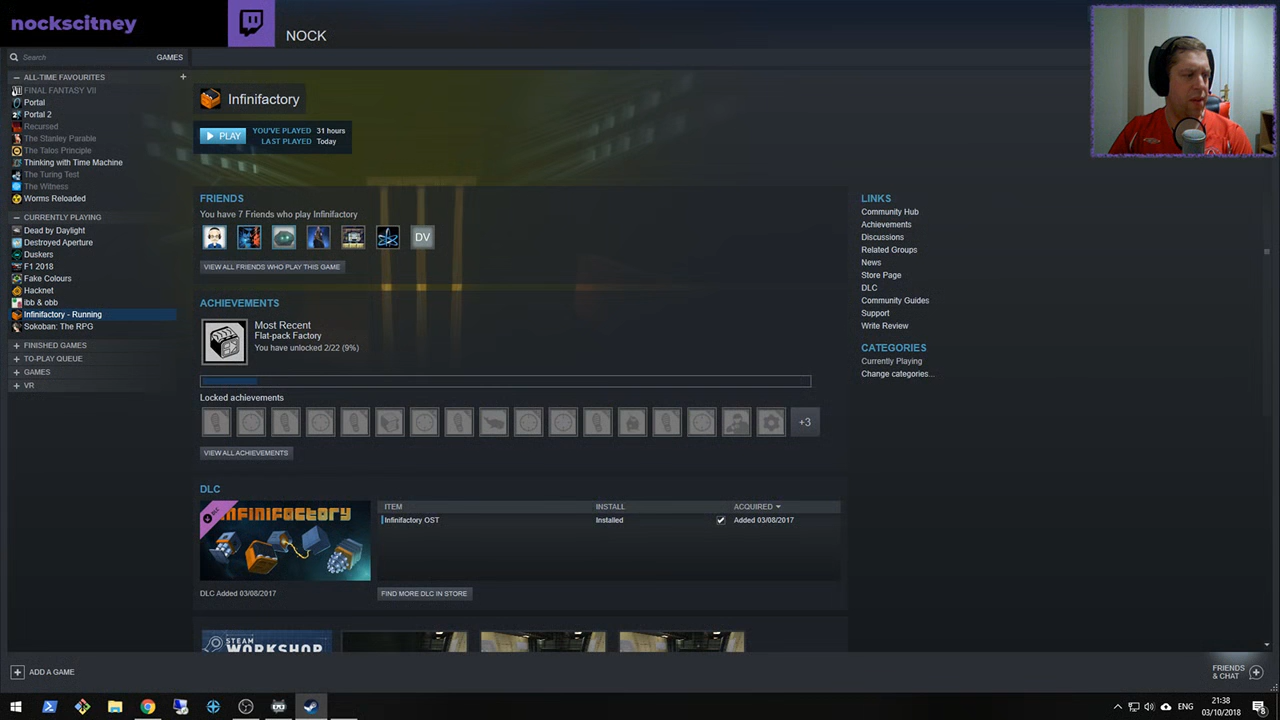 nockscitney
NOCK
Search
GAMES
ALL-TIME FAVOURITES
FINAL FANTASY VII
Portal
Portal 2
Recursed
The Stanley Parable
The Talos Principle
Thinking with Time Machine
The Turing Test
The Witness
Worms Reloaded
CURRENTLY PLAYING
Dead by Daylight
Destroyed Aperture
Duskers
F1 2018
Fake Colours
Hacknet
ibb & obb
Infinifactory - Running
Sokoban: The RPG
FINISHED GAMES
TO-PLAY QUEUE
GAMES
VR
Infinifactory
PLAY
YOU'VE PLAYED 31 hours
LAST PLAYED Today
FRIENDS
You have 7 Friends who play Infinifactory
DV
VIEW ALL FRIENDS WHO PLAY THIS GAME
ACHIEVEMENTS
Most Recent
Flat-pack Factory
You have unlocked 2/22 (9%)
Locked achievements
+3
VIEW ALL ACHIEVEMENTS
DLC
INFINIFACTORY
ITEM INSTALL ACQUIRED
Infinifactory OST Installed Added 03/08/2017
DLC Added 03/08/2017
FIND MORE DLC IN STORE
STEAM
WORKSHOP
LINKS
Community Hub
Achievements
Discussions
Related Groups
News
Store Page
DLC
Community Guides
Support
Write Review
CATEGORIES
Currently Playing
Change categories...
ADD A GAME
FRIENDS
& CHAT
ENG
21:38
03/10/2018
8